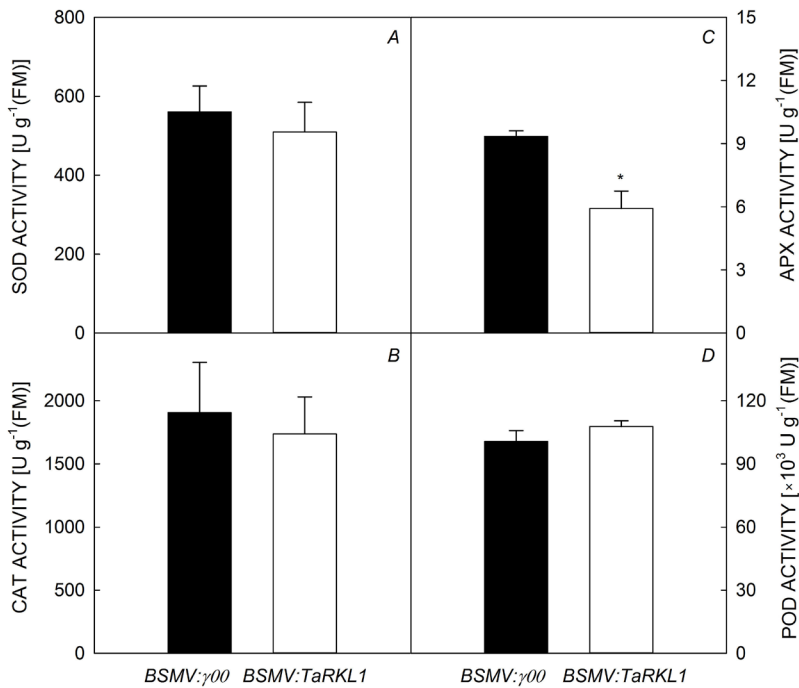 A
SOD ACTIVITY [U g⁻¹(FM)]
800
600
400
200
0
C
*
APX ACTIVITY [U g⁻¹(FM)]
15
12
9
6
3
0
B
CAT ACTIVITY [U g⁻¹(FM)]
2000
1500
1000
500
0
D
POD ACTIVITY [×10³ U g⁻¹(FM)]
120
90
60
30
0
BSMV:γ00 BSMV:TaRKL1 BSMV:γ00 BSMV:TaRKL1